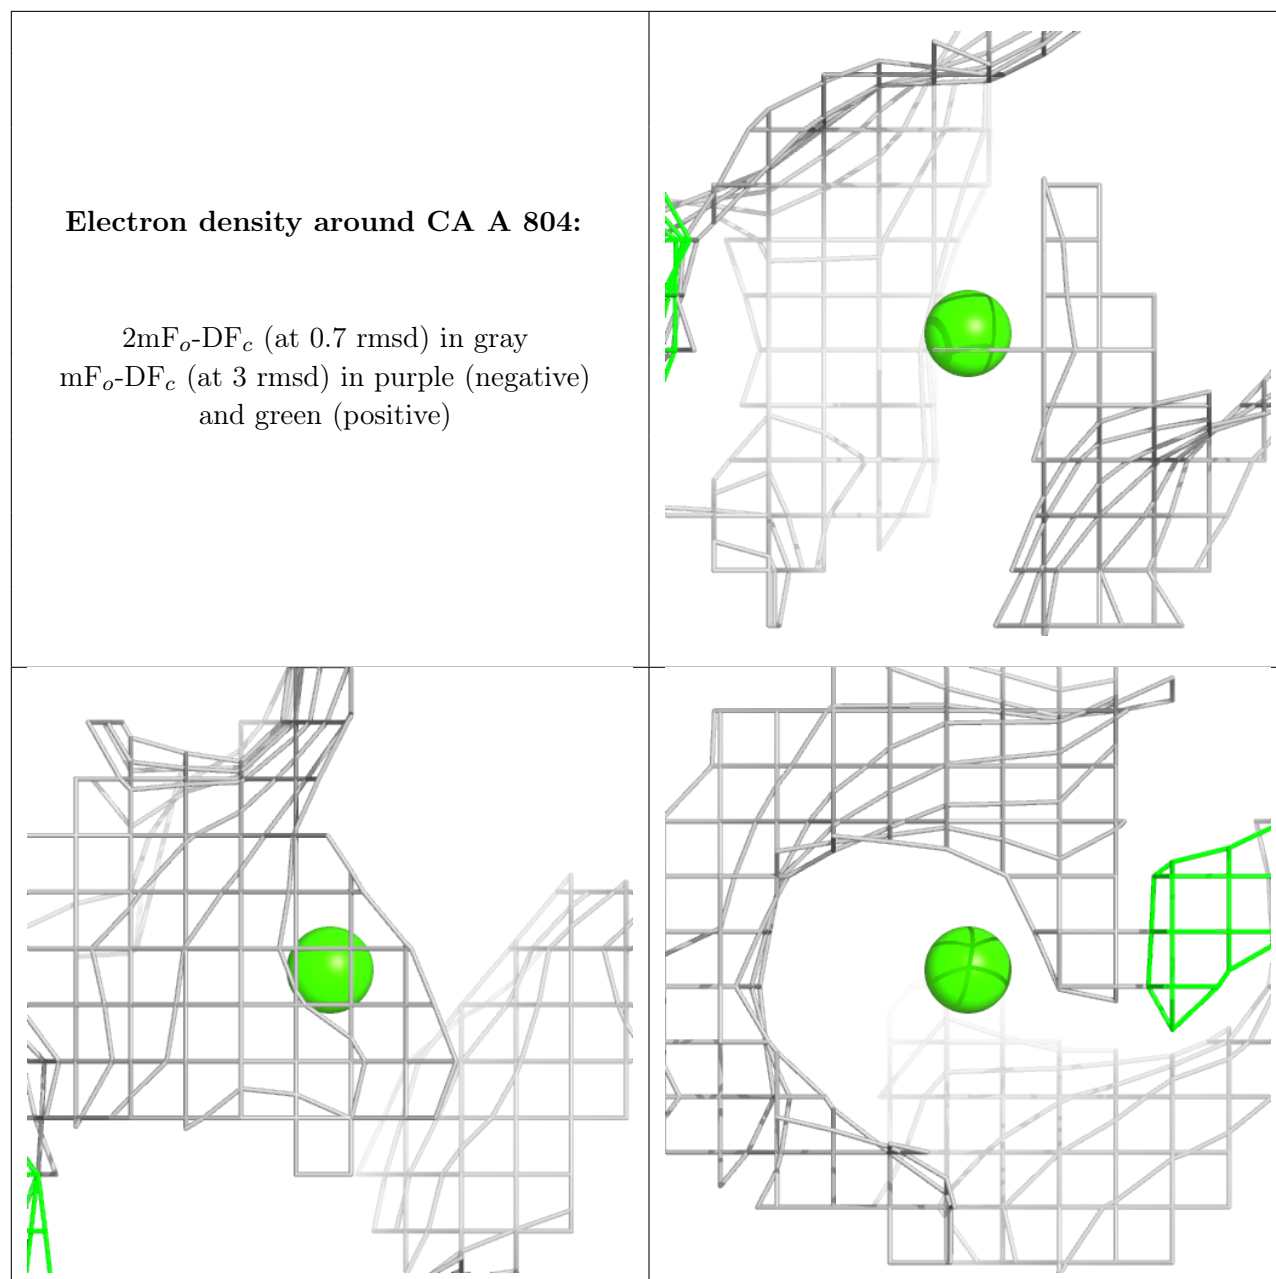 Electron density around CA A 804:
2mFo-DFc (at 0.7 rmsd) in gray
mFo-DFc (at 3 rmsd) in purple (negative)
and green (positive)